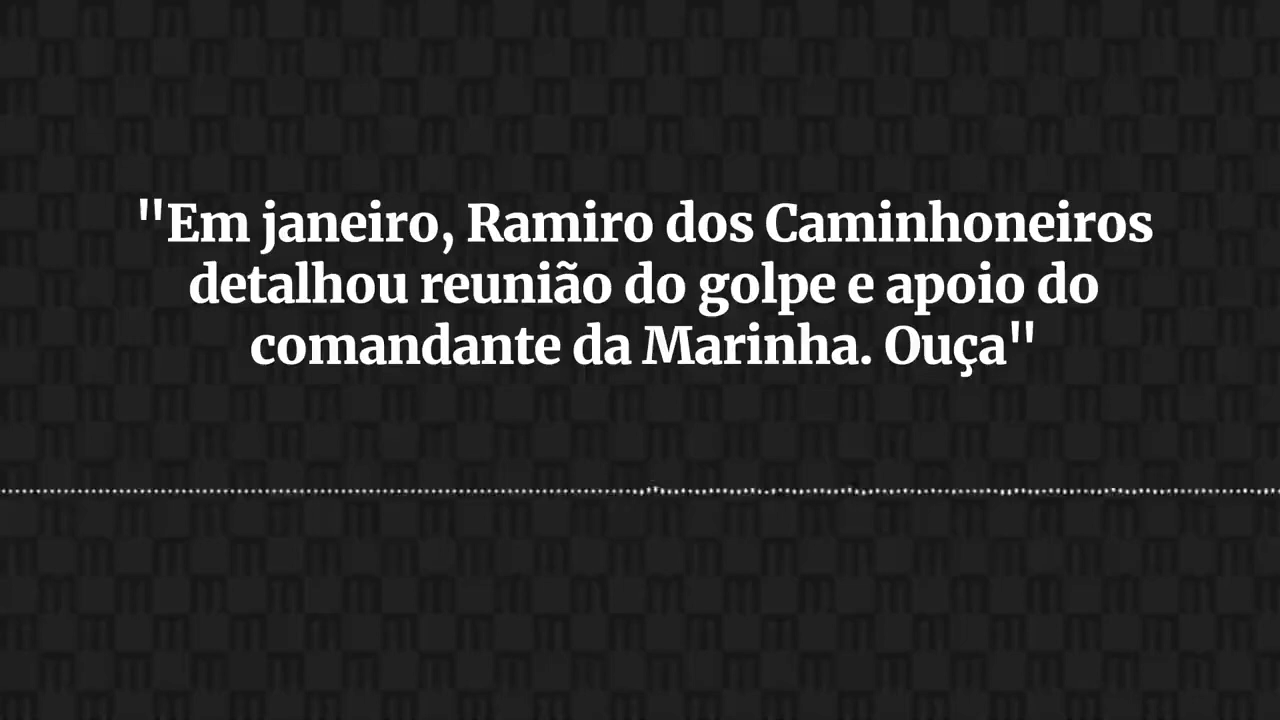 "Em janeiro, Ramiro dos Caminhoneiros
detalhou reunião do golpe e apoio do
comandante da Marinha. Ouça"